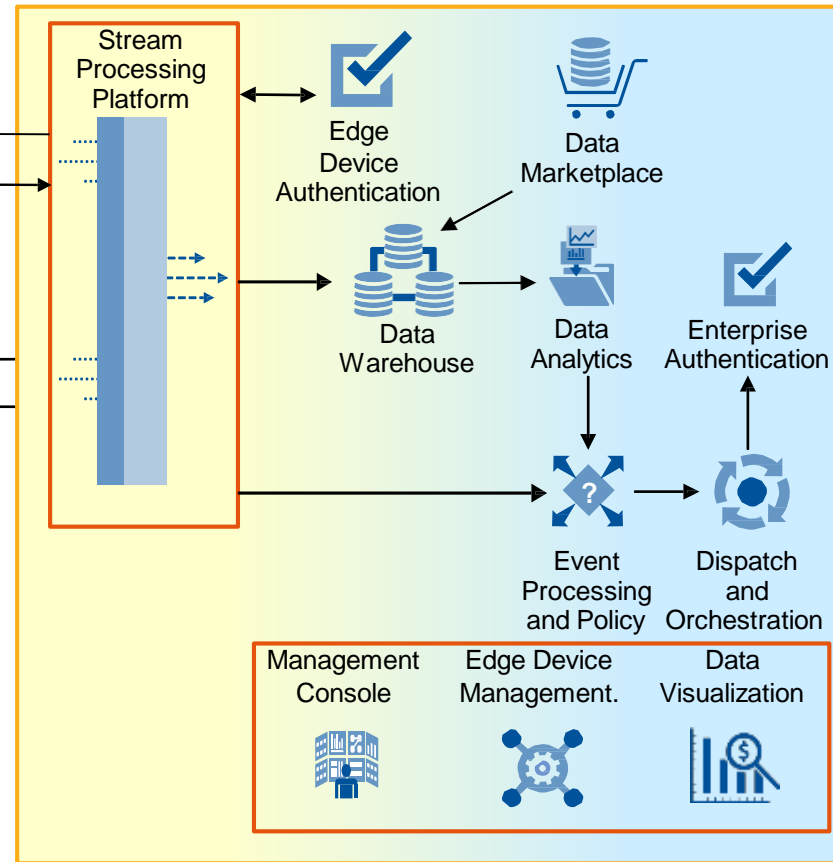 Stream
Processing
Platform
Edge
Device
Authentication
Data
Marketplace
Data
Warehouse
Data
Analytics
Enterprise
Authentication
?
Event
Processing
and Policy
Dispatch
and
Orchestration
Management
Console
Edge Device
Management.
Data
Visualization
$